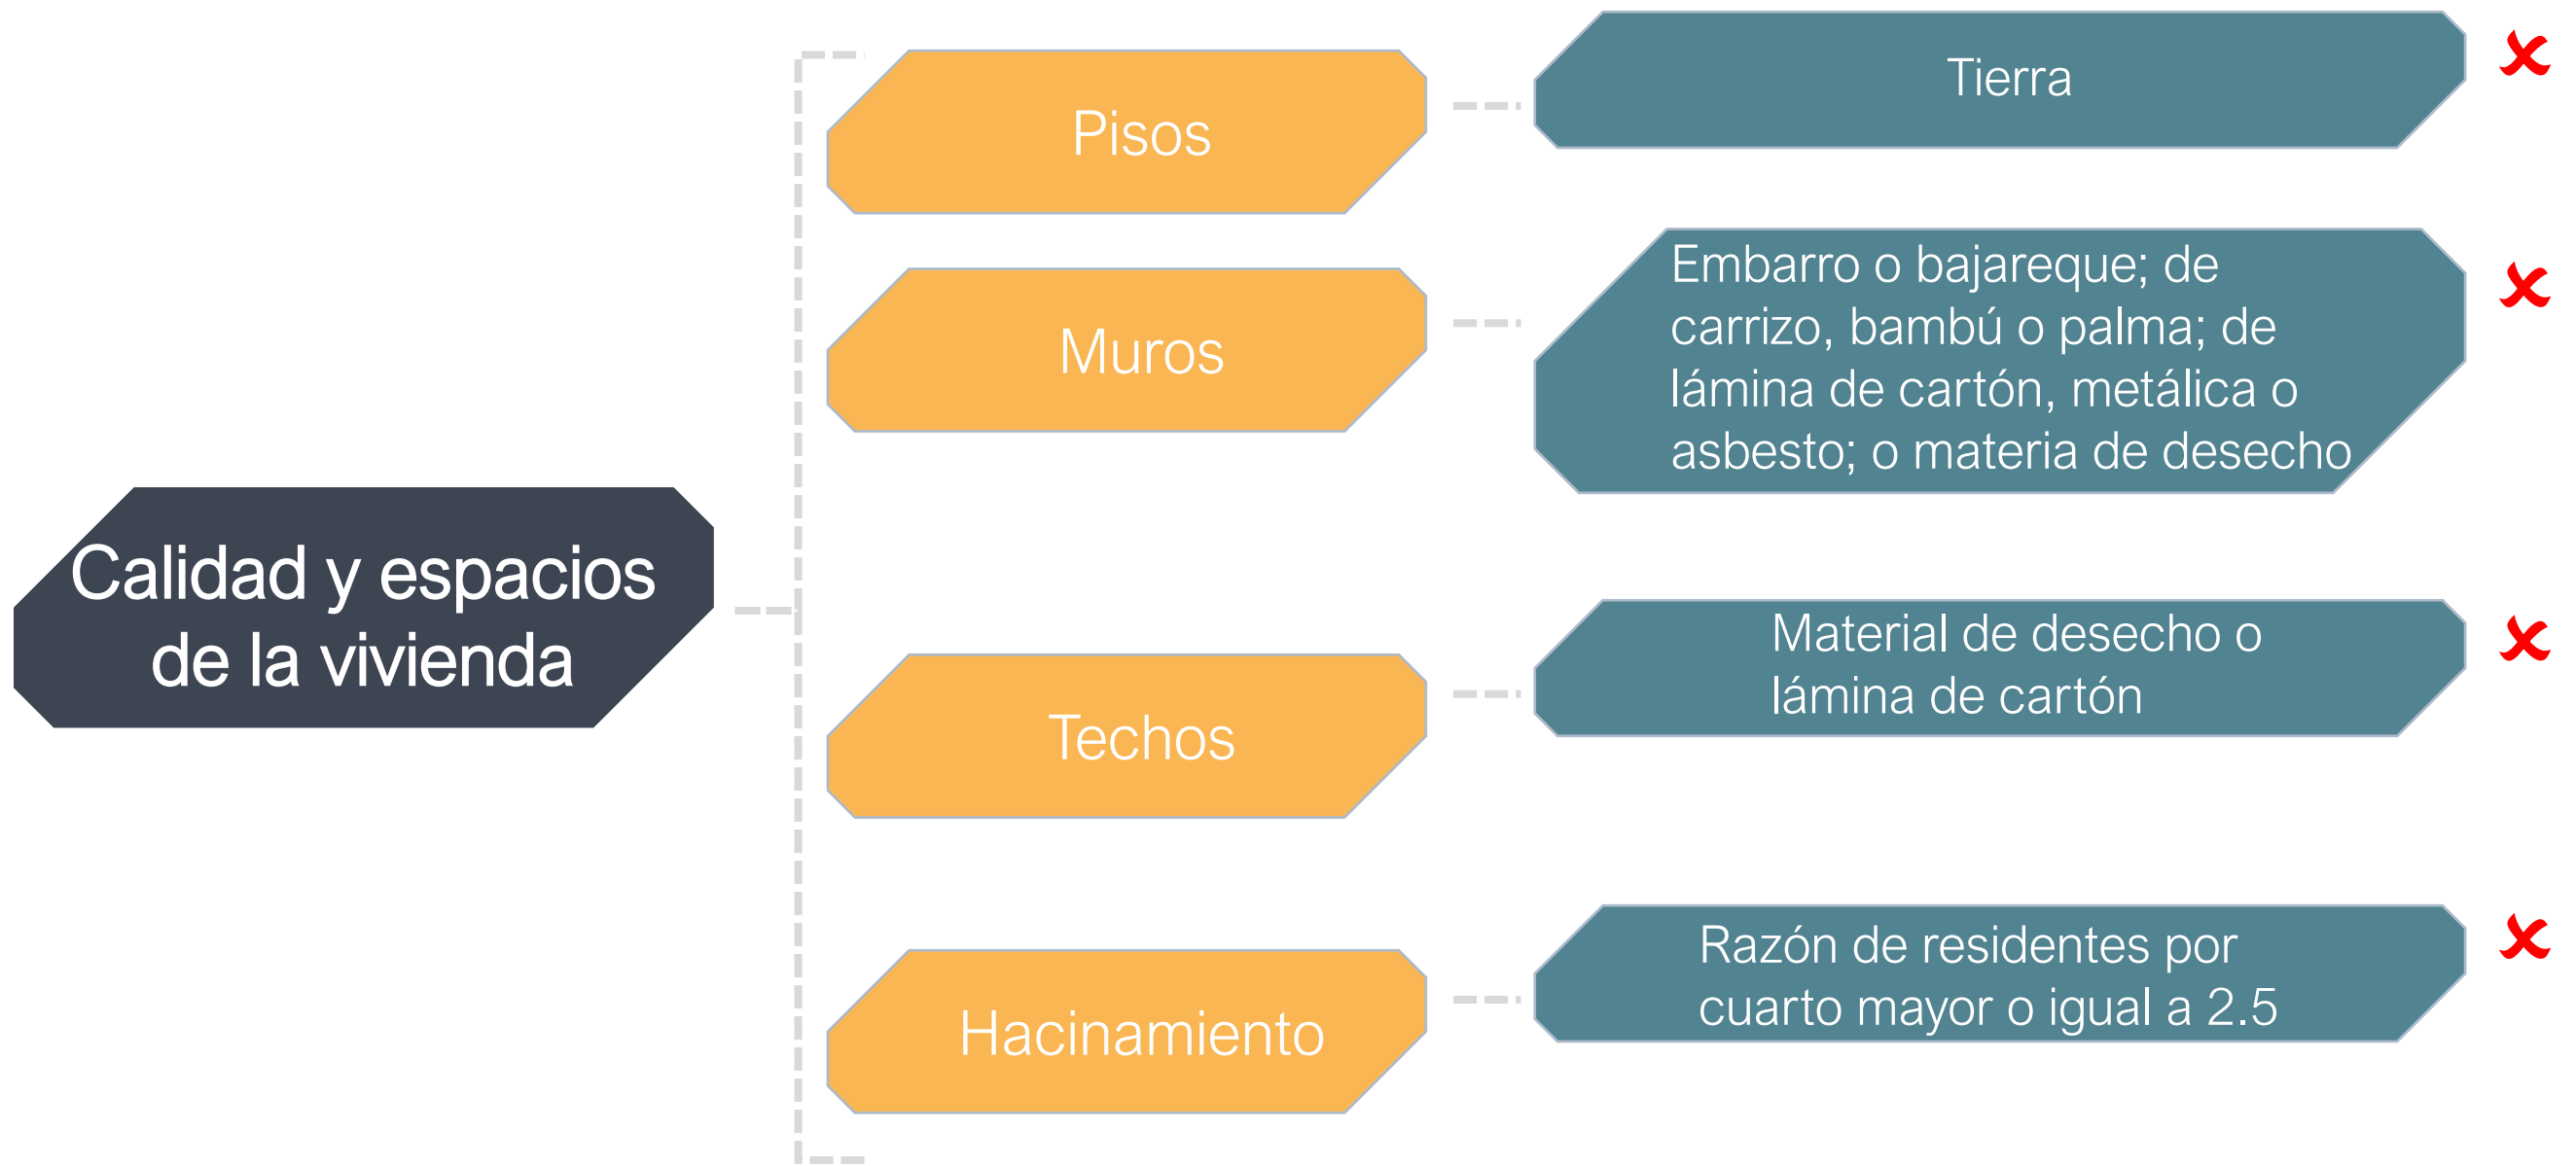 Calidad y espacios
de la vivienda
Pisos
Tierra
Muros
Embarro o bajareque; de
carrizo, bambú o palma; de
lámina de cartón, metálica o
asbesto; o materia de desecho
Techos
Material de desecho o
lámina de cartón
Hacinamiento
Razón de residentes por
cuarto mayor o igual a 2.5